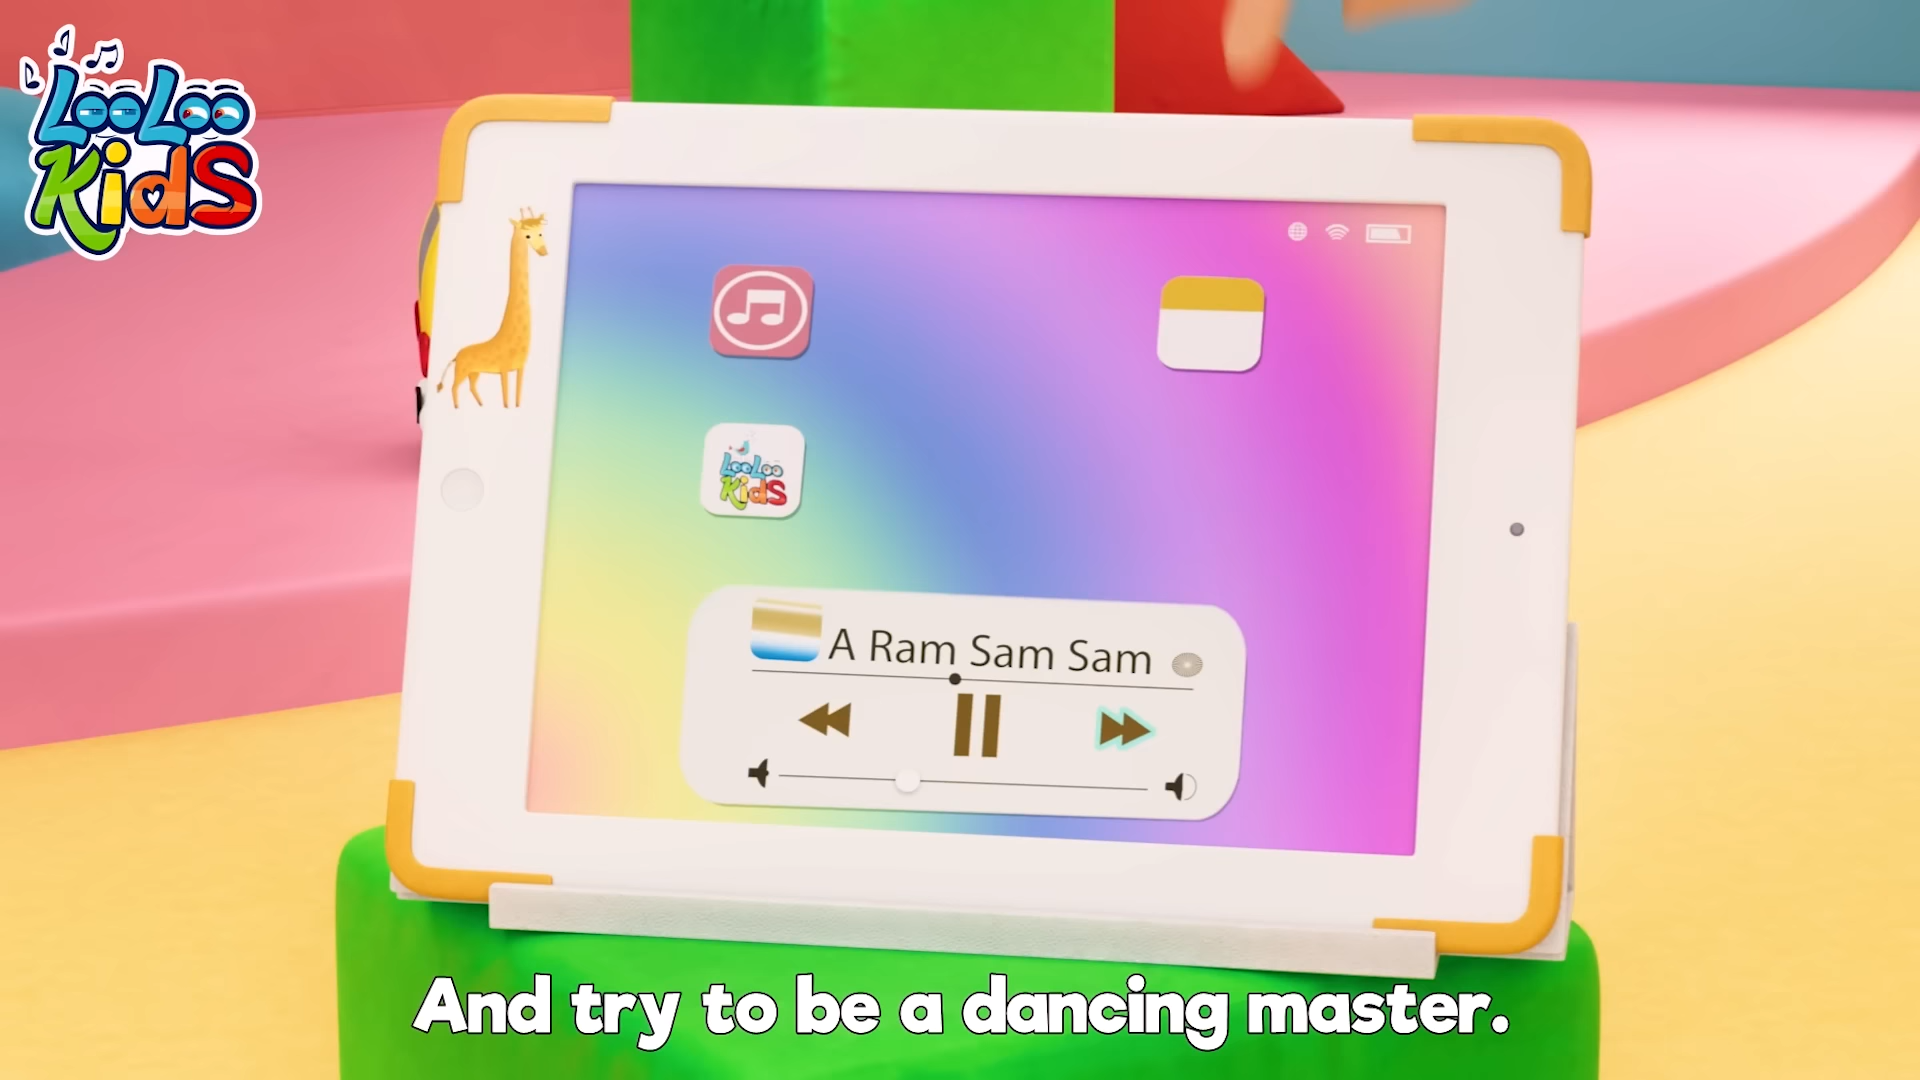 LooLoo
Kids
LooLoo
Kids
A Ram Sam Sam
And try to be a dancing master.